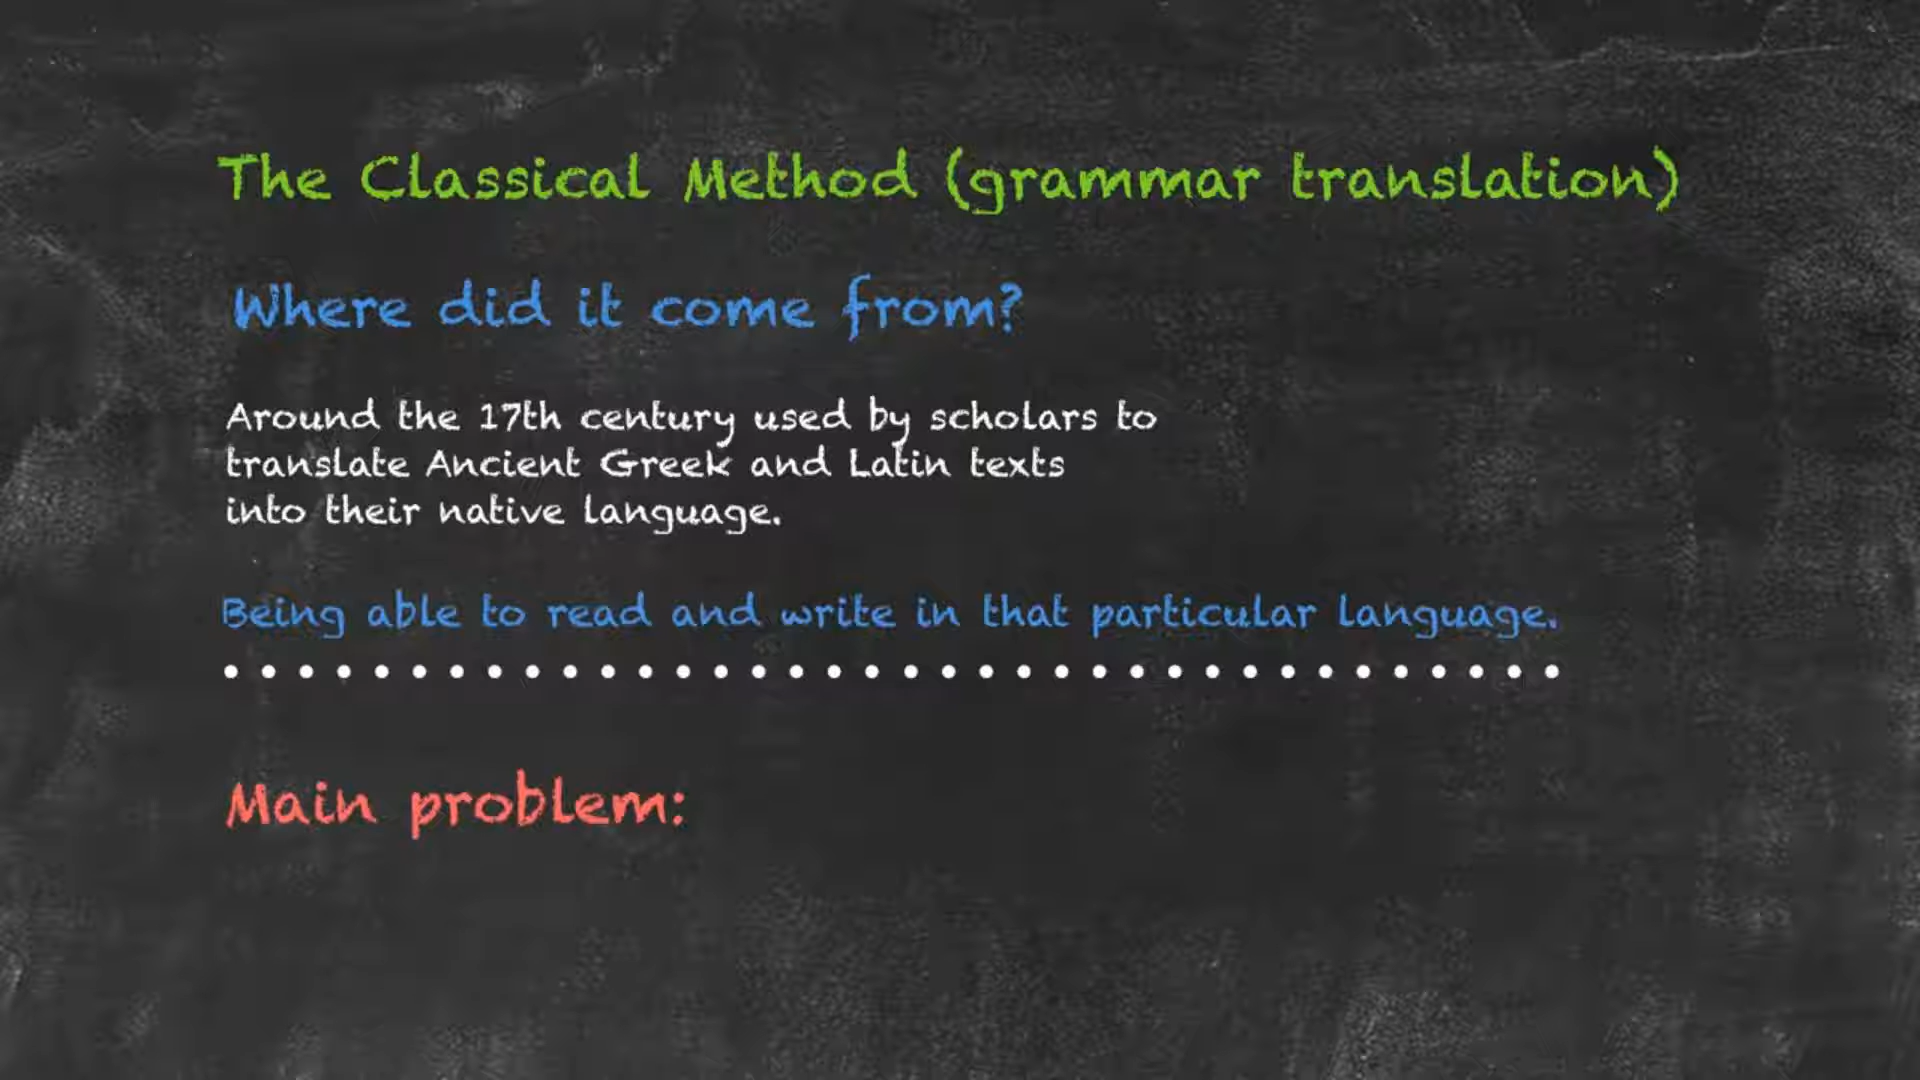 The Classical Method (grammar translation)
Where did it come from?
Around the 17th century used by scholars to
translate Ancient Greek and Latin texts
into their native language.
Being able to read and write in that particular language.
Main problem: